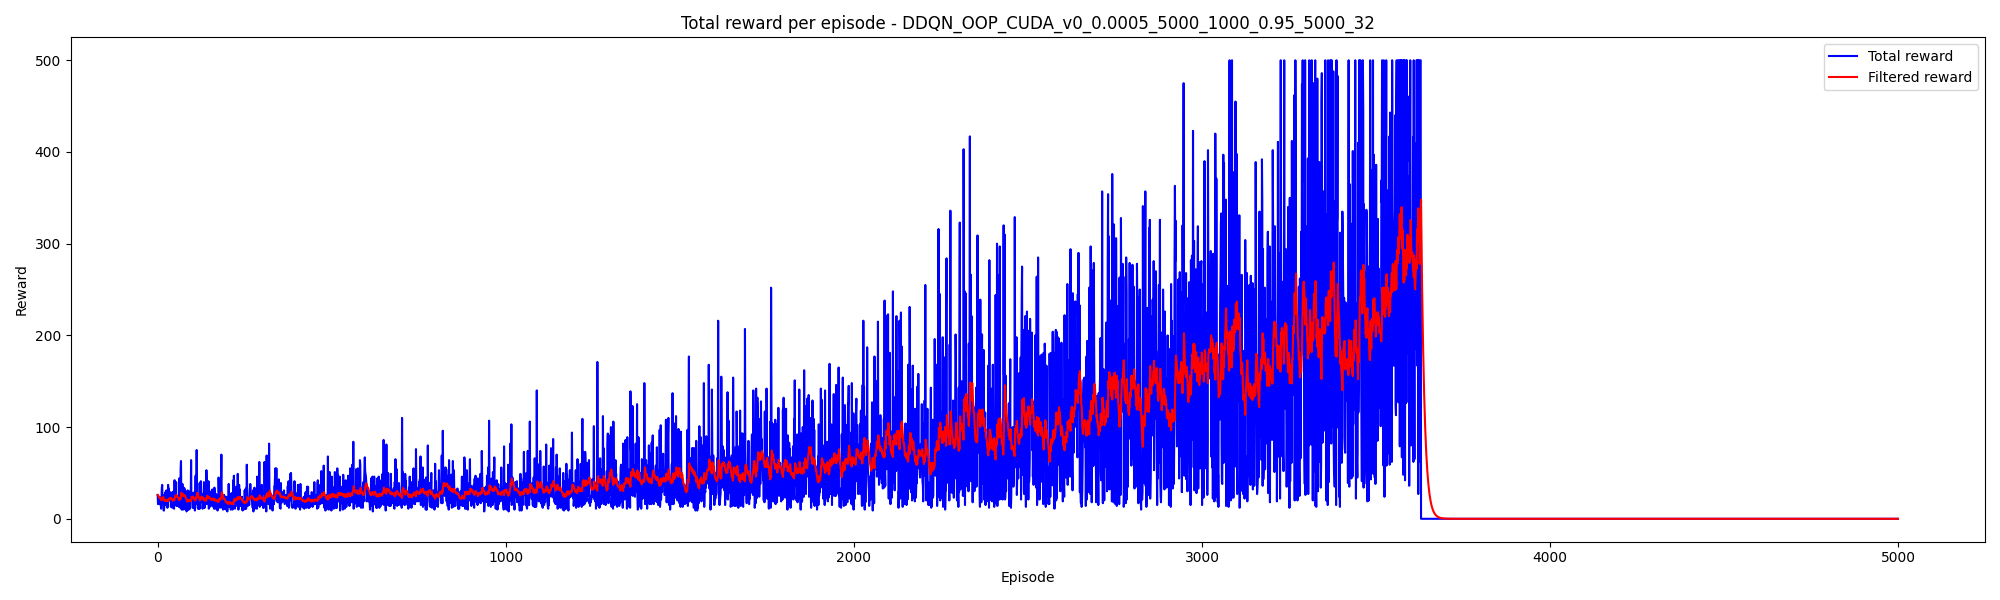 Total reward per episode - DDQN_OOP_CUDA_v0_0.0005_5000_1000_0.95_5000_32
Total reward
Filtered reward
Reward
500
400
300
200
100
0
0
1000
2000
3000
4000
5000
Episode